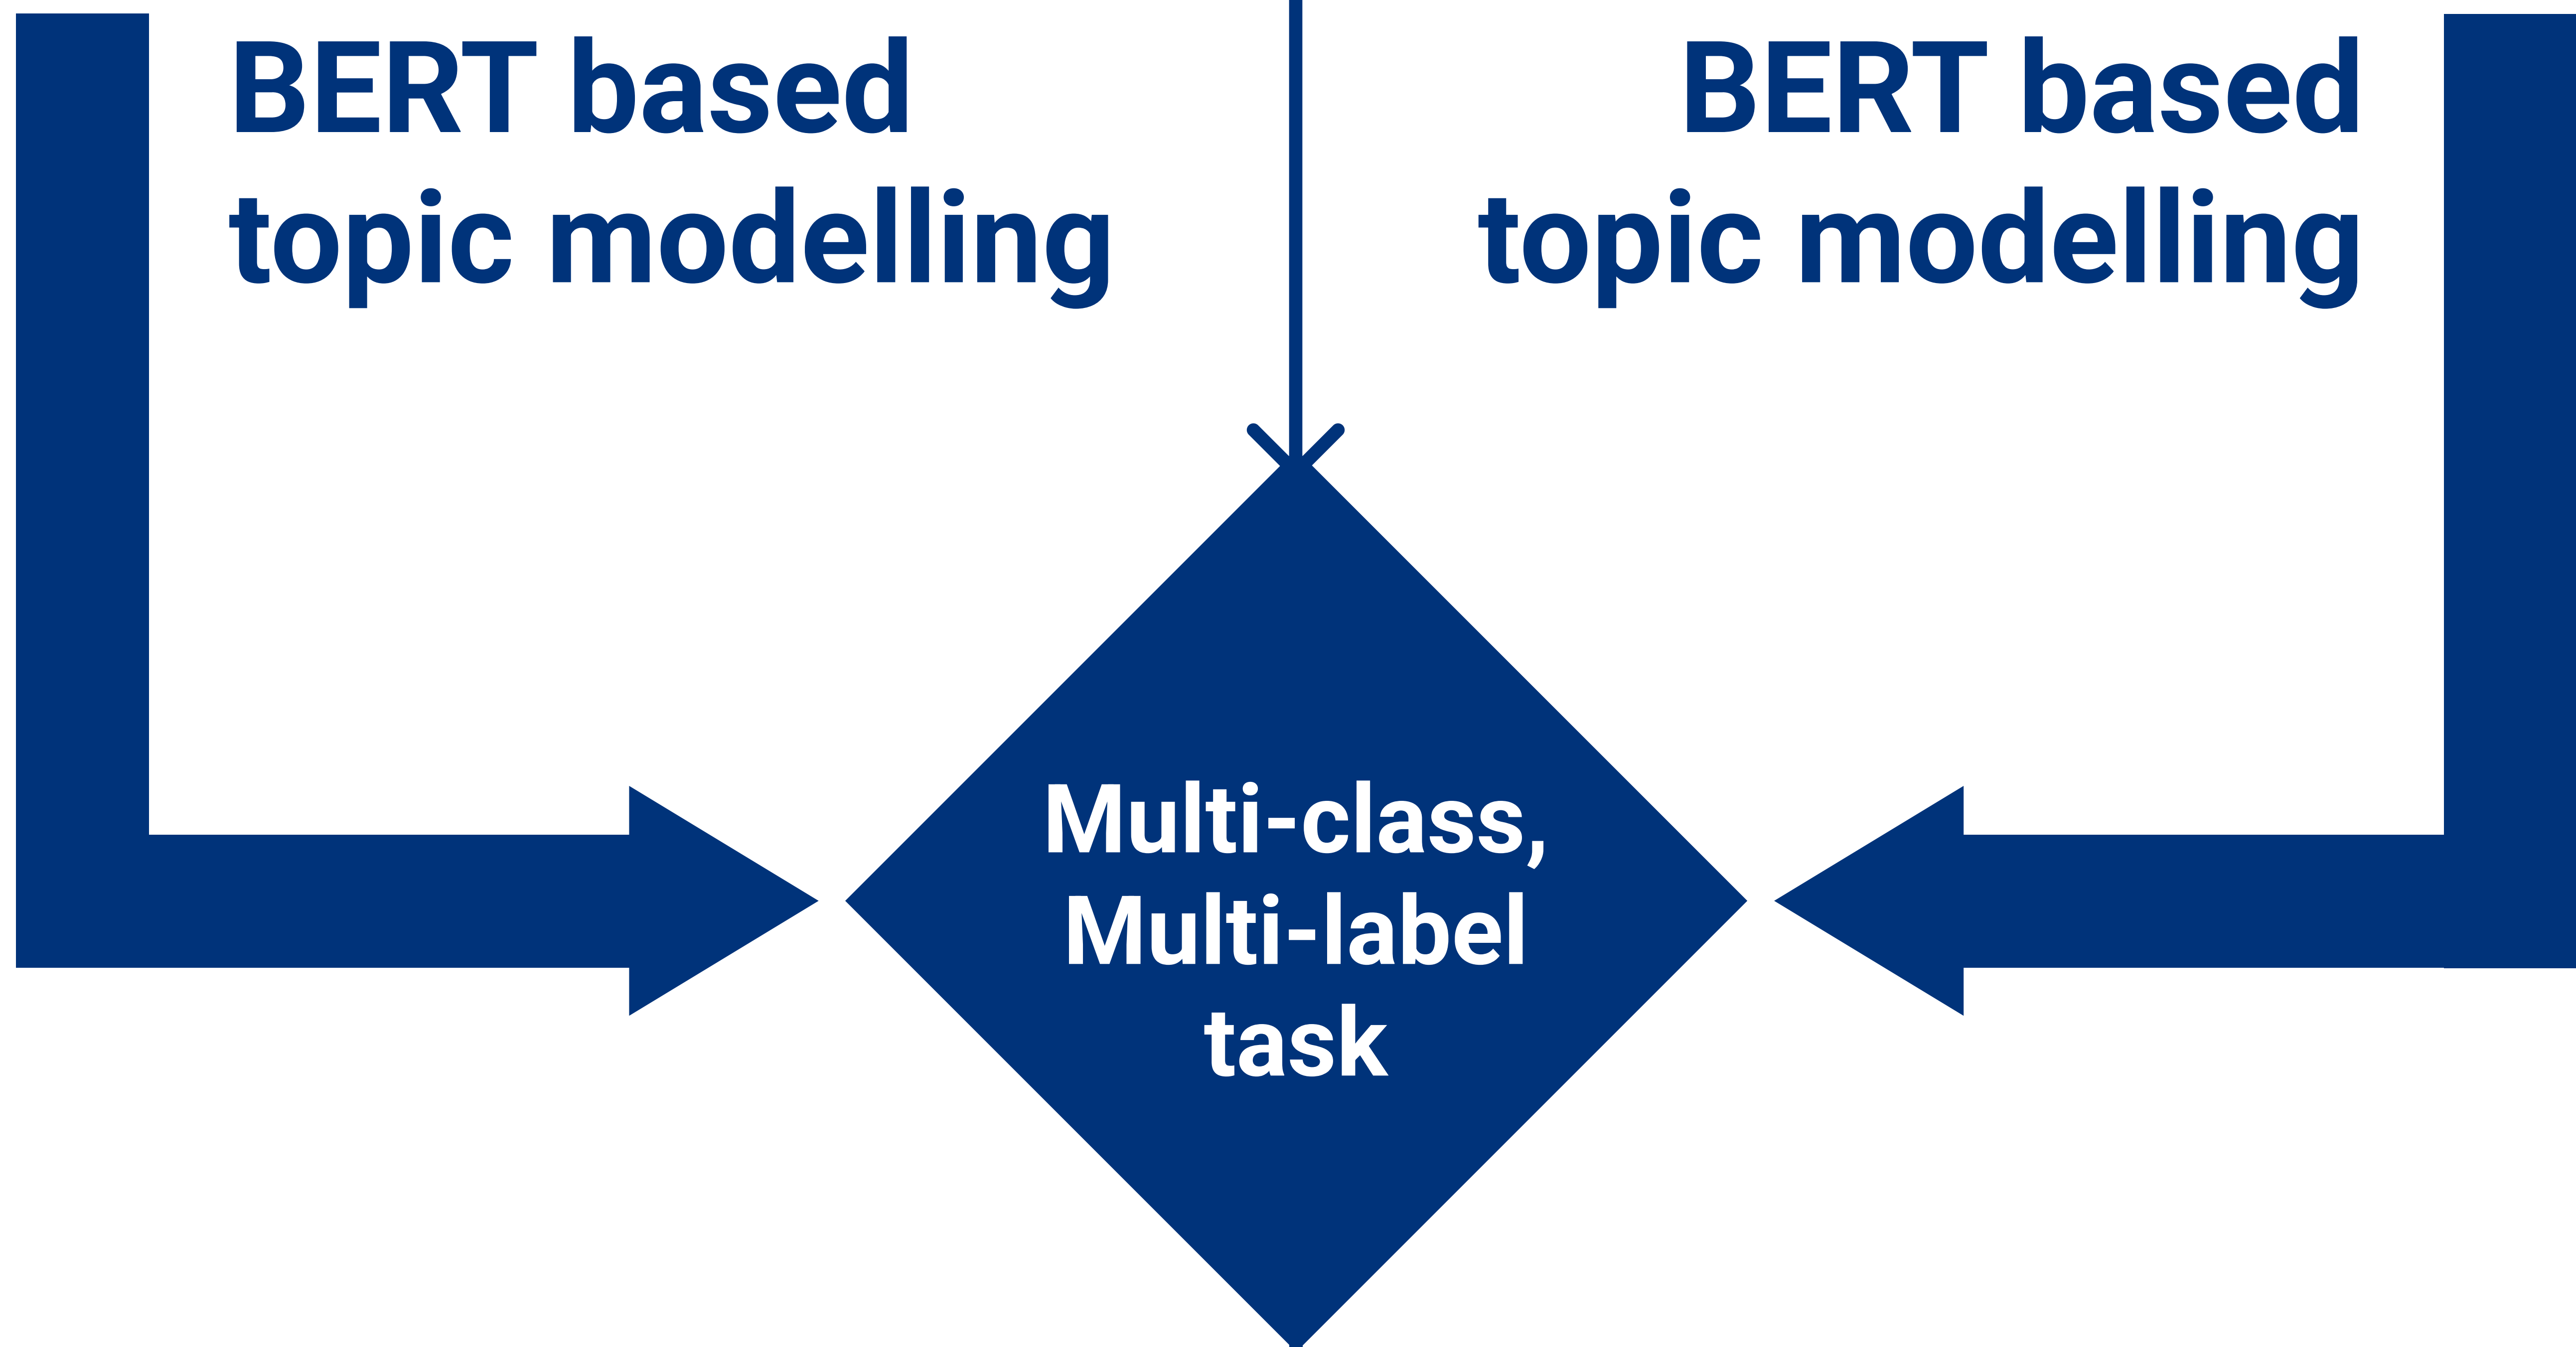 BERT based
topic modelling
BERT based
topic modelling
Multi-class,
Multi-label
task